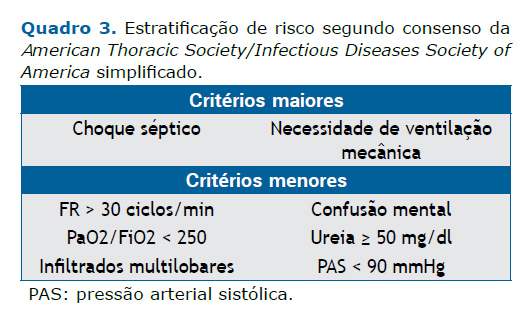 Quadro 3. Estratificação de risco segundo consenso da
American Thoracic Society/Infectious Diseases Society of
America simplificado.
Critérios maiores
Choque séptico Necessidade de ventilação
mecânica
Critérios menores
FR > 30 ciclos/min Confusão mental
PaO2/FiO2 < 250 Ureia ≥ 50 mg/dl
Infiltrados multilobares PAS < 90 mmHg
PAS: pressão arterial sistólica.